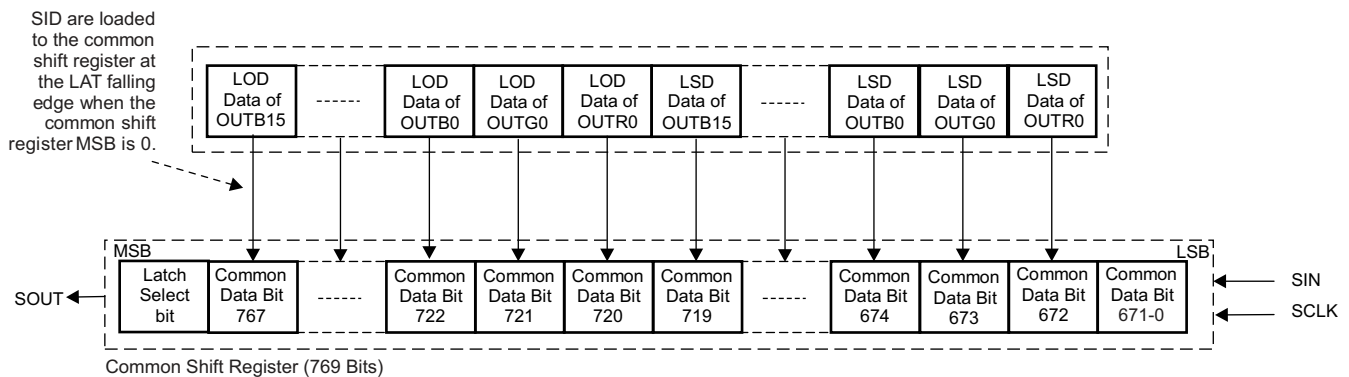 SID are loaded
to the common
shift register at
the LAT falling
edge when the
common shift
register MSB is 0.
LOD
Data of
OUTB15
LOD
Data of
OUTB0
LOD
Data of
OUTG0
LOD
Data of
OUTR0
LSD
Data of
OUTB15
LSD
Data of
OUTB0
LSD
Data of
OUTG0
LSD
Data of
OUTR0
MSB
LSB
SOUT
Latch
Select
bit
Common
Data Bit
767
Common
Data Bit
722
Common
Data Bit
721
Common
Data Bit
720
Common
Data Bit
719
Common
Data Bit
674
Common
Data Bit
673
Common
Data Bit
672
Common
Data Bit
671-0
SIN
SCLK
Common Shift Register (769 Bits)